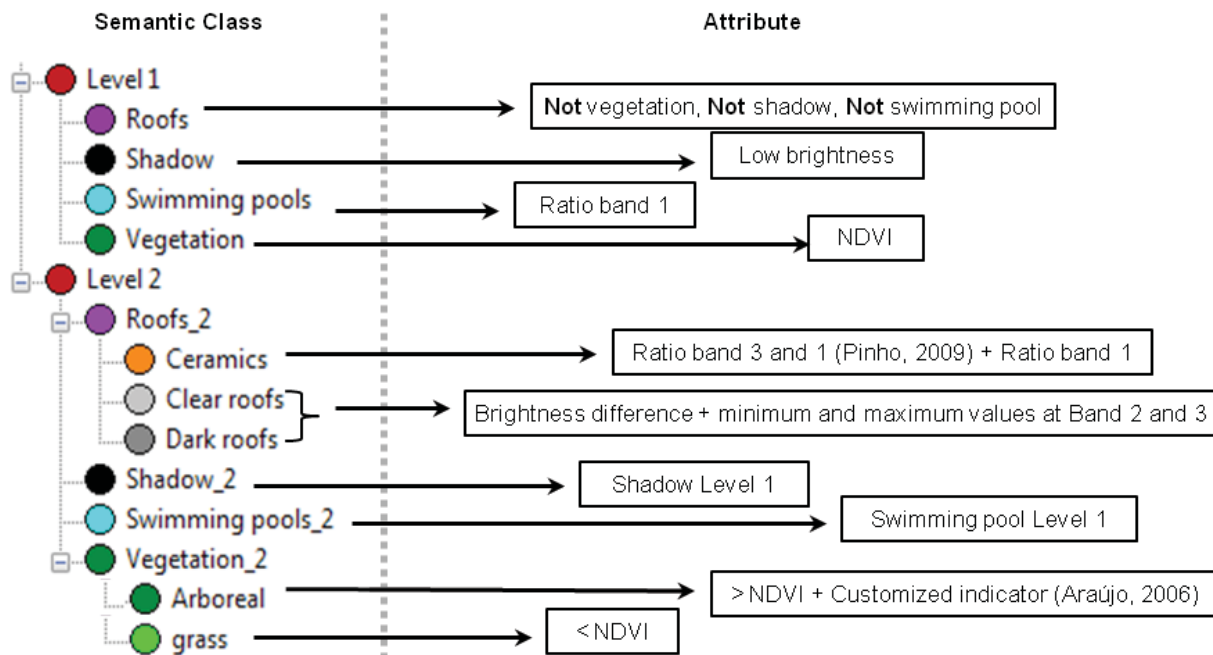 Semantic Class Attribute
Level 1
Roofs Not vegetation, Not shadow, Not swimming pool
Shadow Low brightness
Swimming pools Ratio band 1
Vegetation NDVI
Level 2
Roofs_2
Ceramics Ratio band 3 and 1 (Pinho, 2009) + Ratio band 1
Clear roofs
Brightness difference + minimum and maximum values at Band 2 and 3
Dark roofs
Shadow_2 Shadow Level 1
Swimming pools_2 Swimming pool Level 1
Vegetation_2
Arboreal >NDVI + Customized indicator (Araújo, 2006)
grass <NDVI